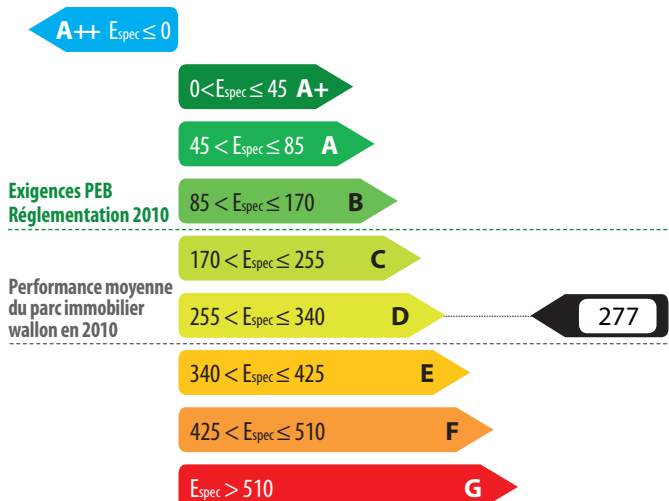 A++ Espec ≤ 0
0<Espec ≤ 45 A+
45 < Espec ≤ 85 A
Exigences PEB
Réglementation 2010
85 < Espec ≤ 170 B
170 < Espec ≤ 255 C
Performance moyenne
du parc immobilier
wallon en 2010
255 < Espec ≤ 340 D
277
340 < Espec ≤ 425 E
425 < Espec ≤ 510 F
Espec > 510 G